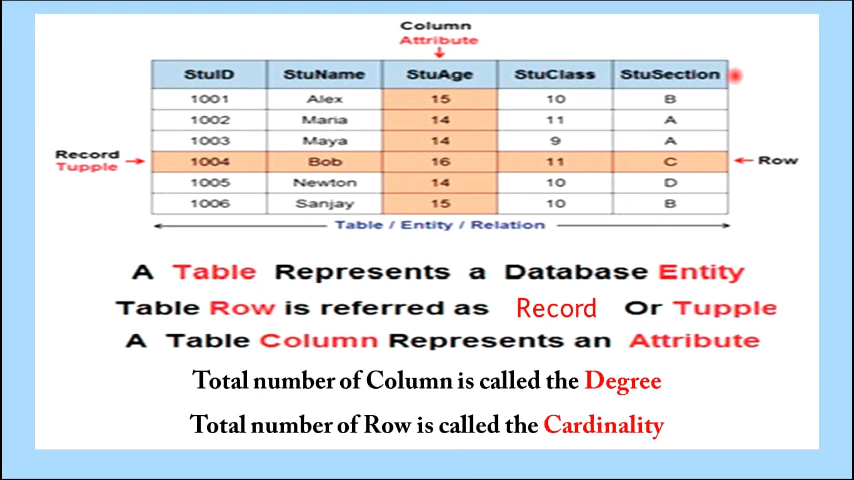 Column
Attribute
StuID StuName StuAge StuClass StuSection
1001 Alex 15 10 B
1002 Maria 14 11 A
1003 Maya 14 9 A
Record
Tupple
1004 Bob 16 11 C
Row
1005 Newton 14 10 D
1006 Sanjay 15 10 B
Table / Entity / Relation
A Table Represents a Database Entity
Table Row is referred as Record Or Tupple
A Table Column Represents an Attribute
Total number of Column is called the Degree
Total number of Row is called the Cardinality